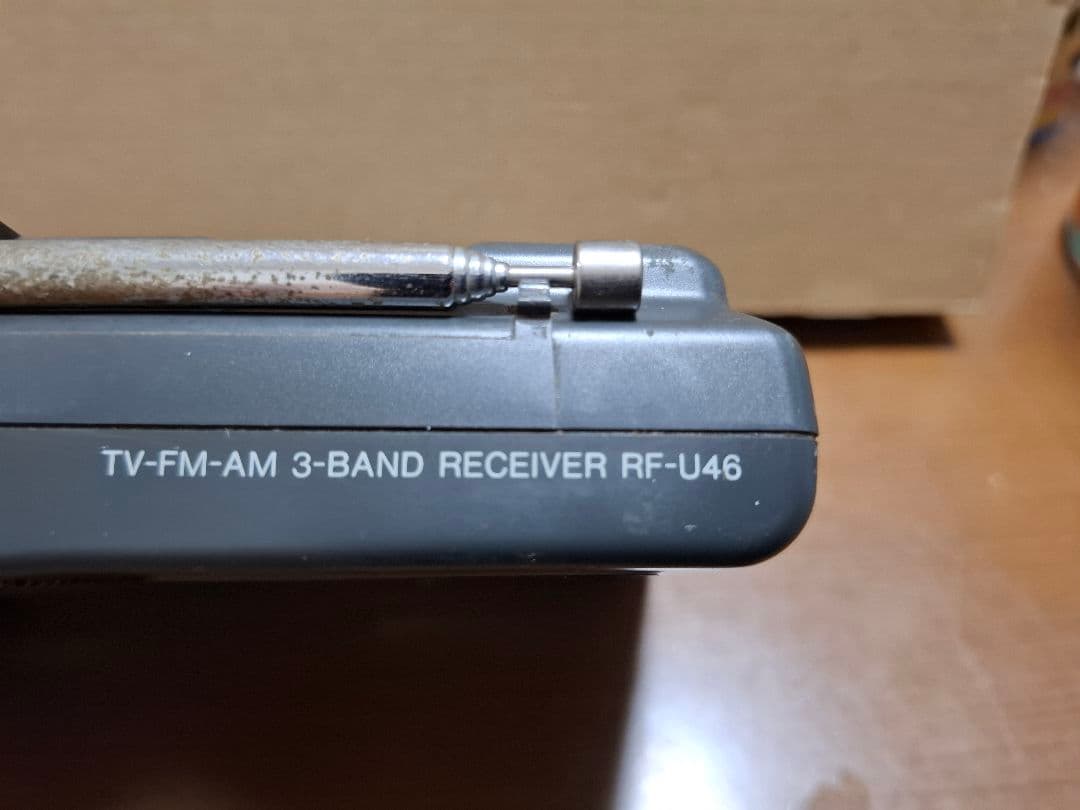 TV-FM-AM 3-BAND RECEIVER RF-U46